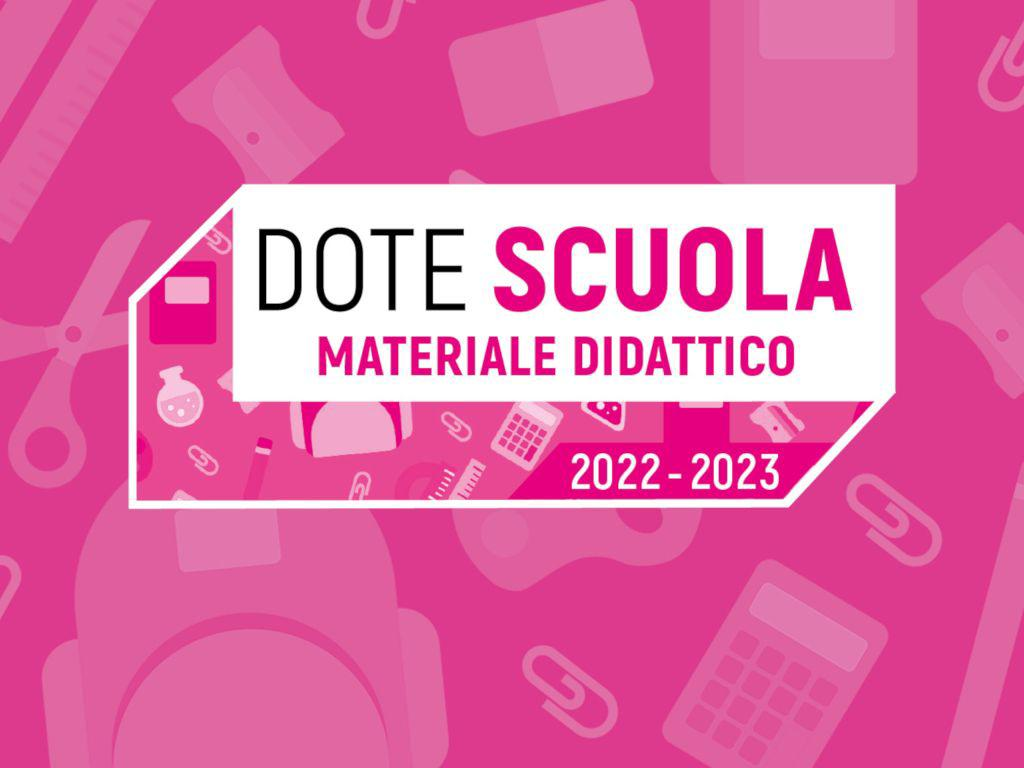 DOTE SCUOLA
MATERIALE DIDATTICO
2022-2023